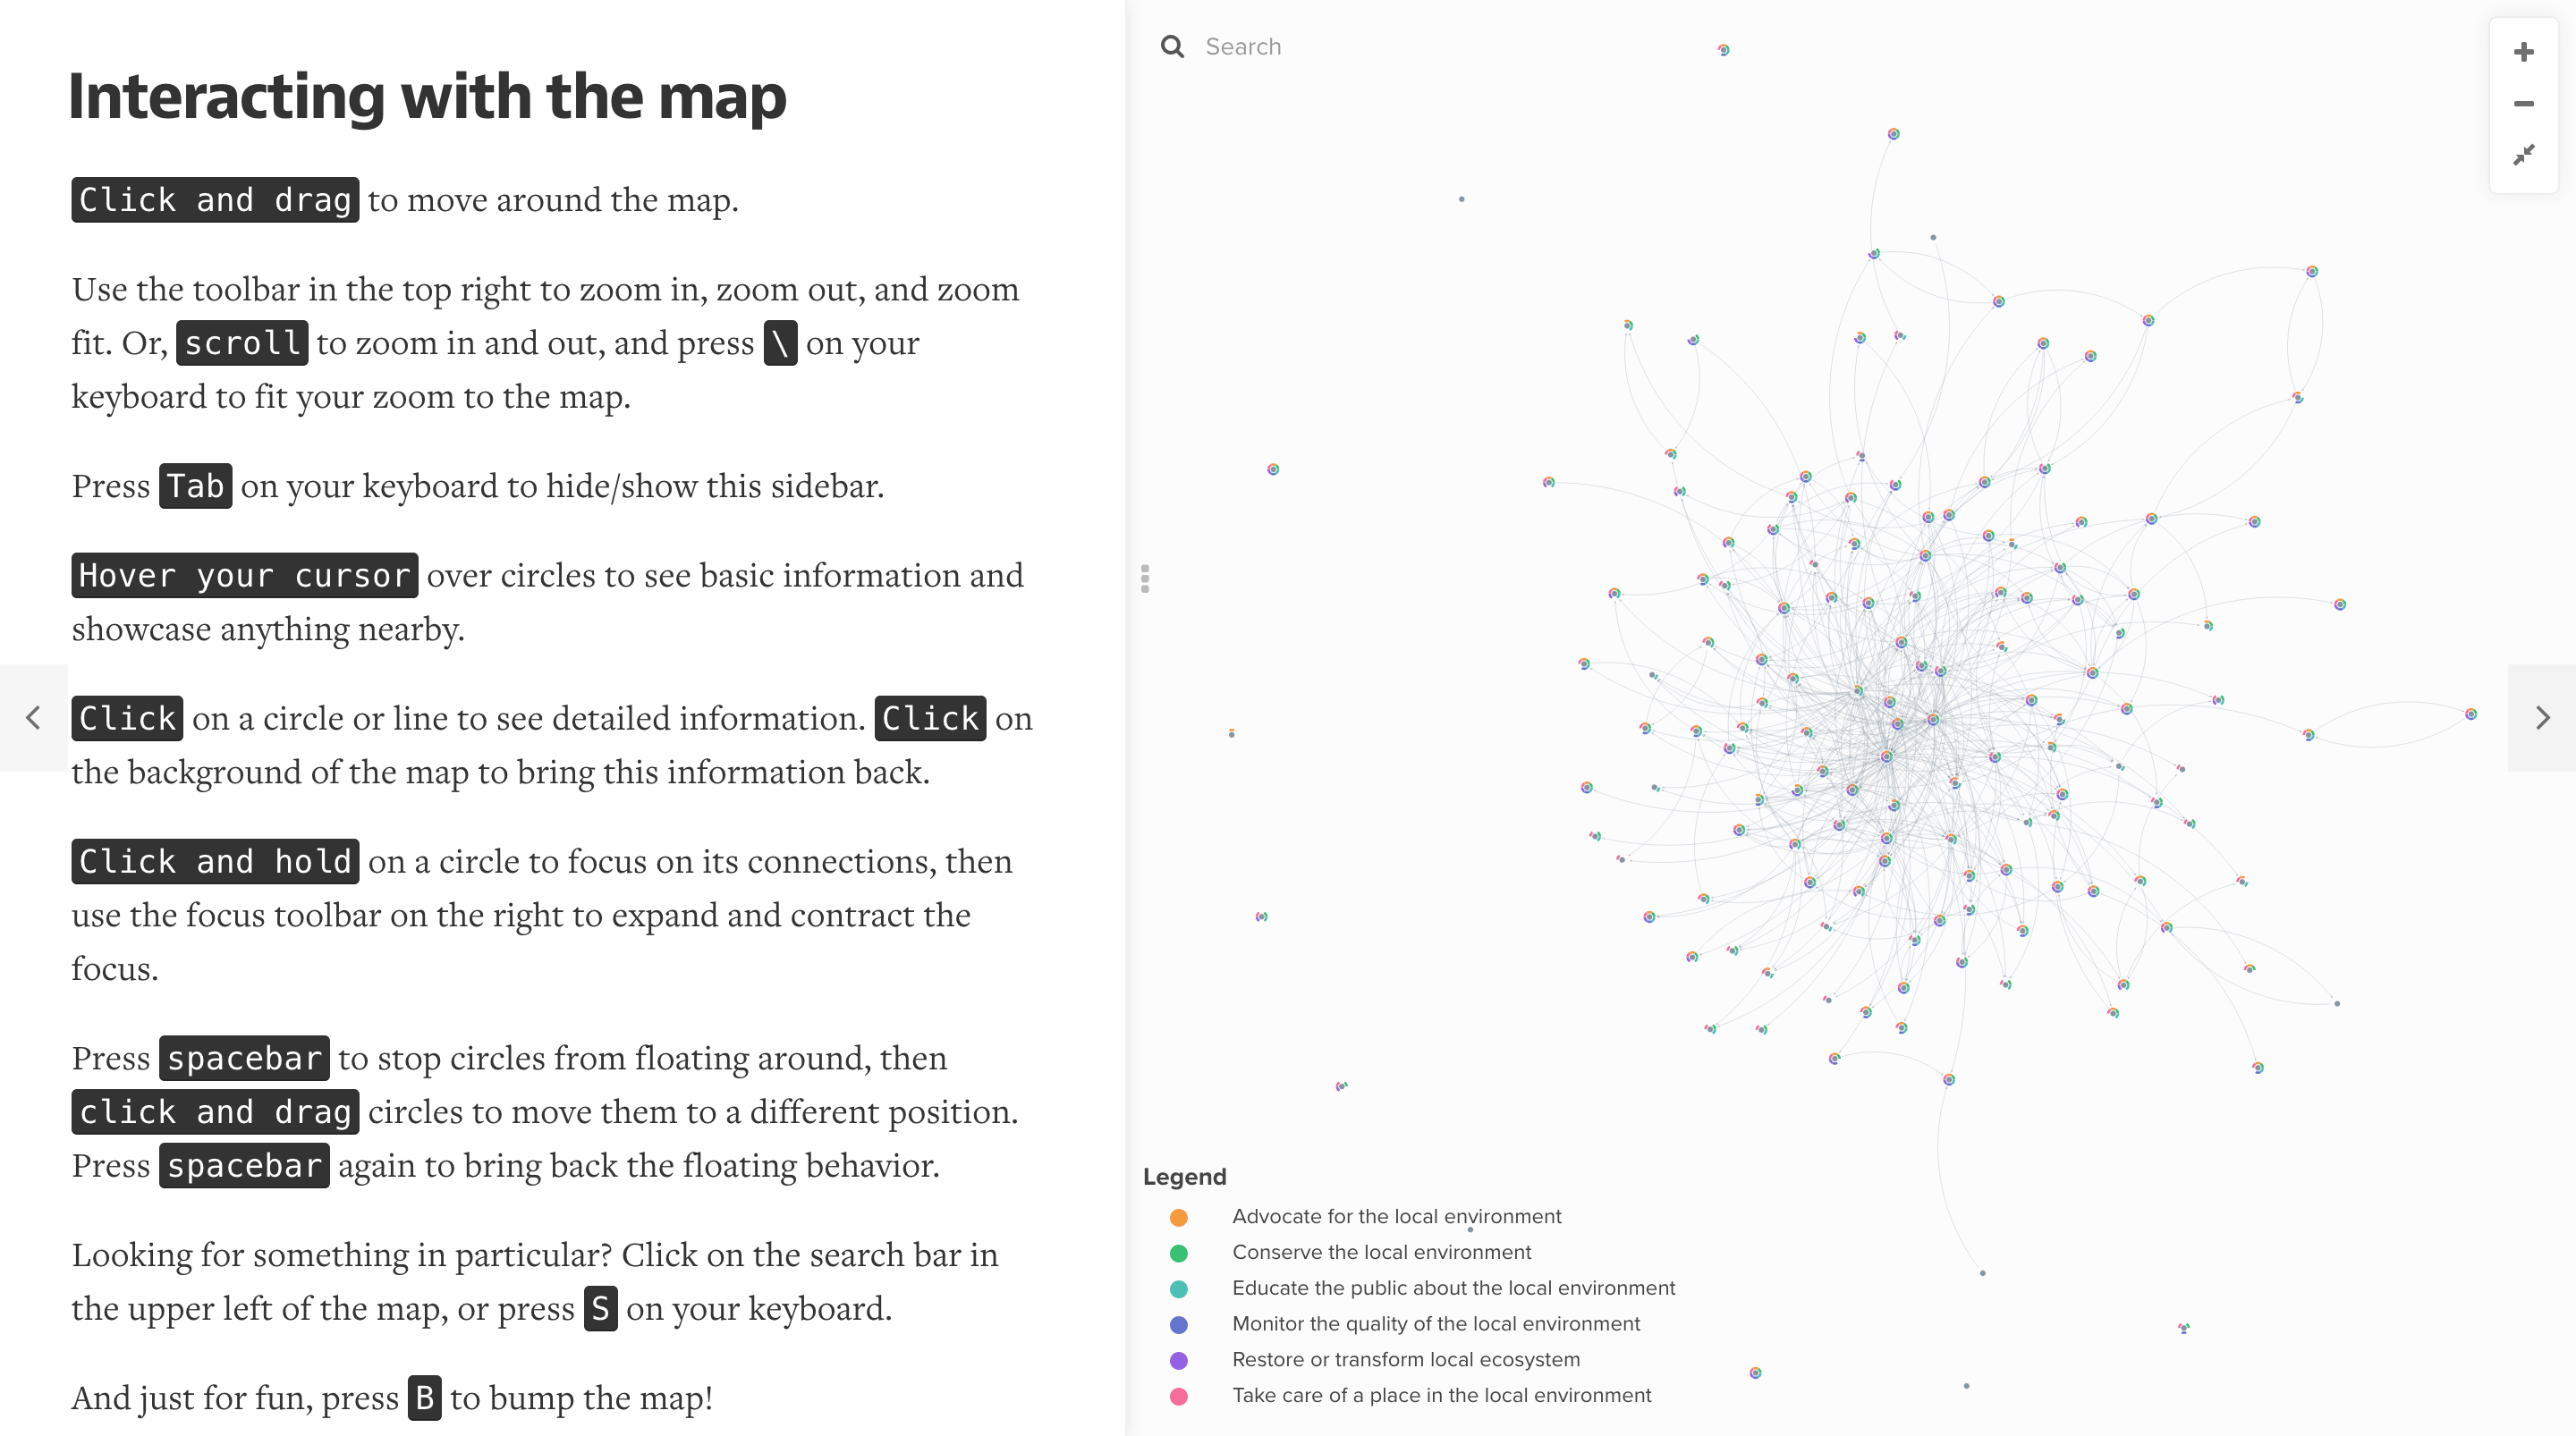 Interacting with the map
Click and drag to move around the map.
Use the toolbar in the top right to zoom in, zoom out, and zoom
fit. Or, scroll to zoom in and out, and press \ on your
keyboard to fit your zoom to the map.
Press Tab on your keyboard to hide/show this sidebar.
Hover your cursor over circles to see basic information and
showcase anything nearby.
Click on a circle or line to see detailed information. Click on
the background of the map to bring this information back.
Click and hold on a circle to focus on its connections, then
use the focus toolbar on the right to expand and contract the
focus.
Press spacebar to stop circles from floating around, then
click and drag circles to move them to a different position.
Press spacebar again to bring back the floating behavior.
Looking for something in particular? Click on the search bar in
the upper left of the map, or press S on your keyboard.
And just for fun, press B to bump the map!
Search
Legend
Advocate for the local environment
Conserve the local environment
Educate the public about the local environment
Monitor the quality of the local environment
Restore or transform local ecosystem
Take care of a place in the local environment